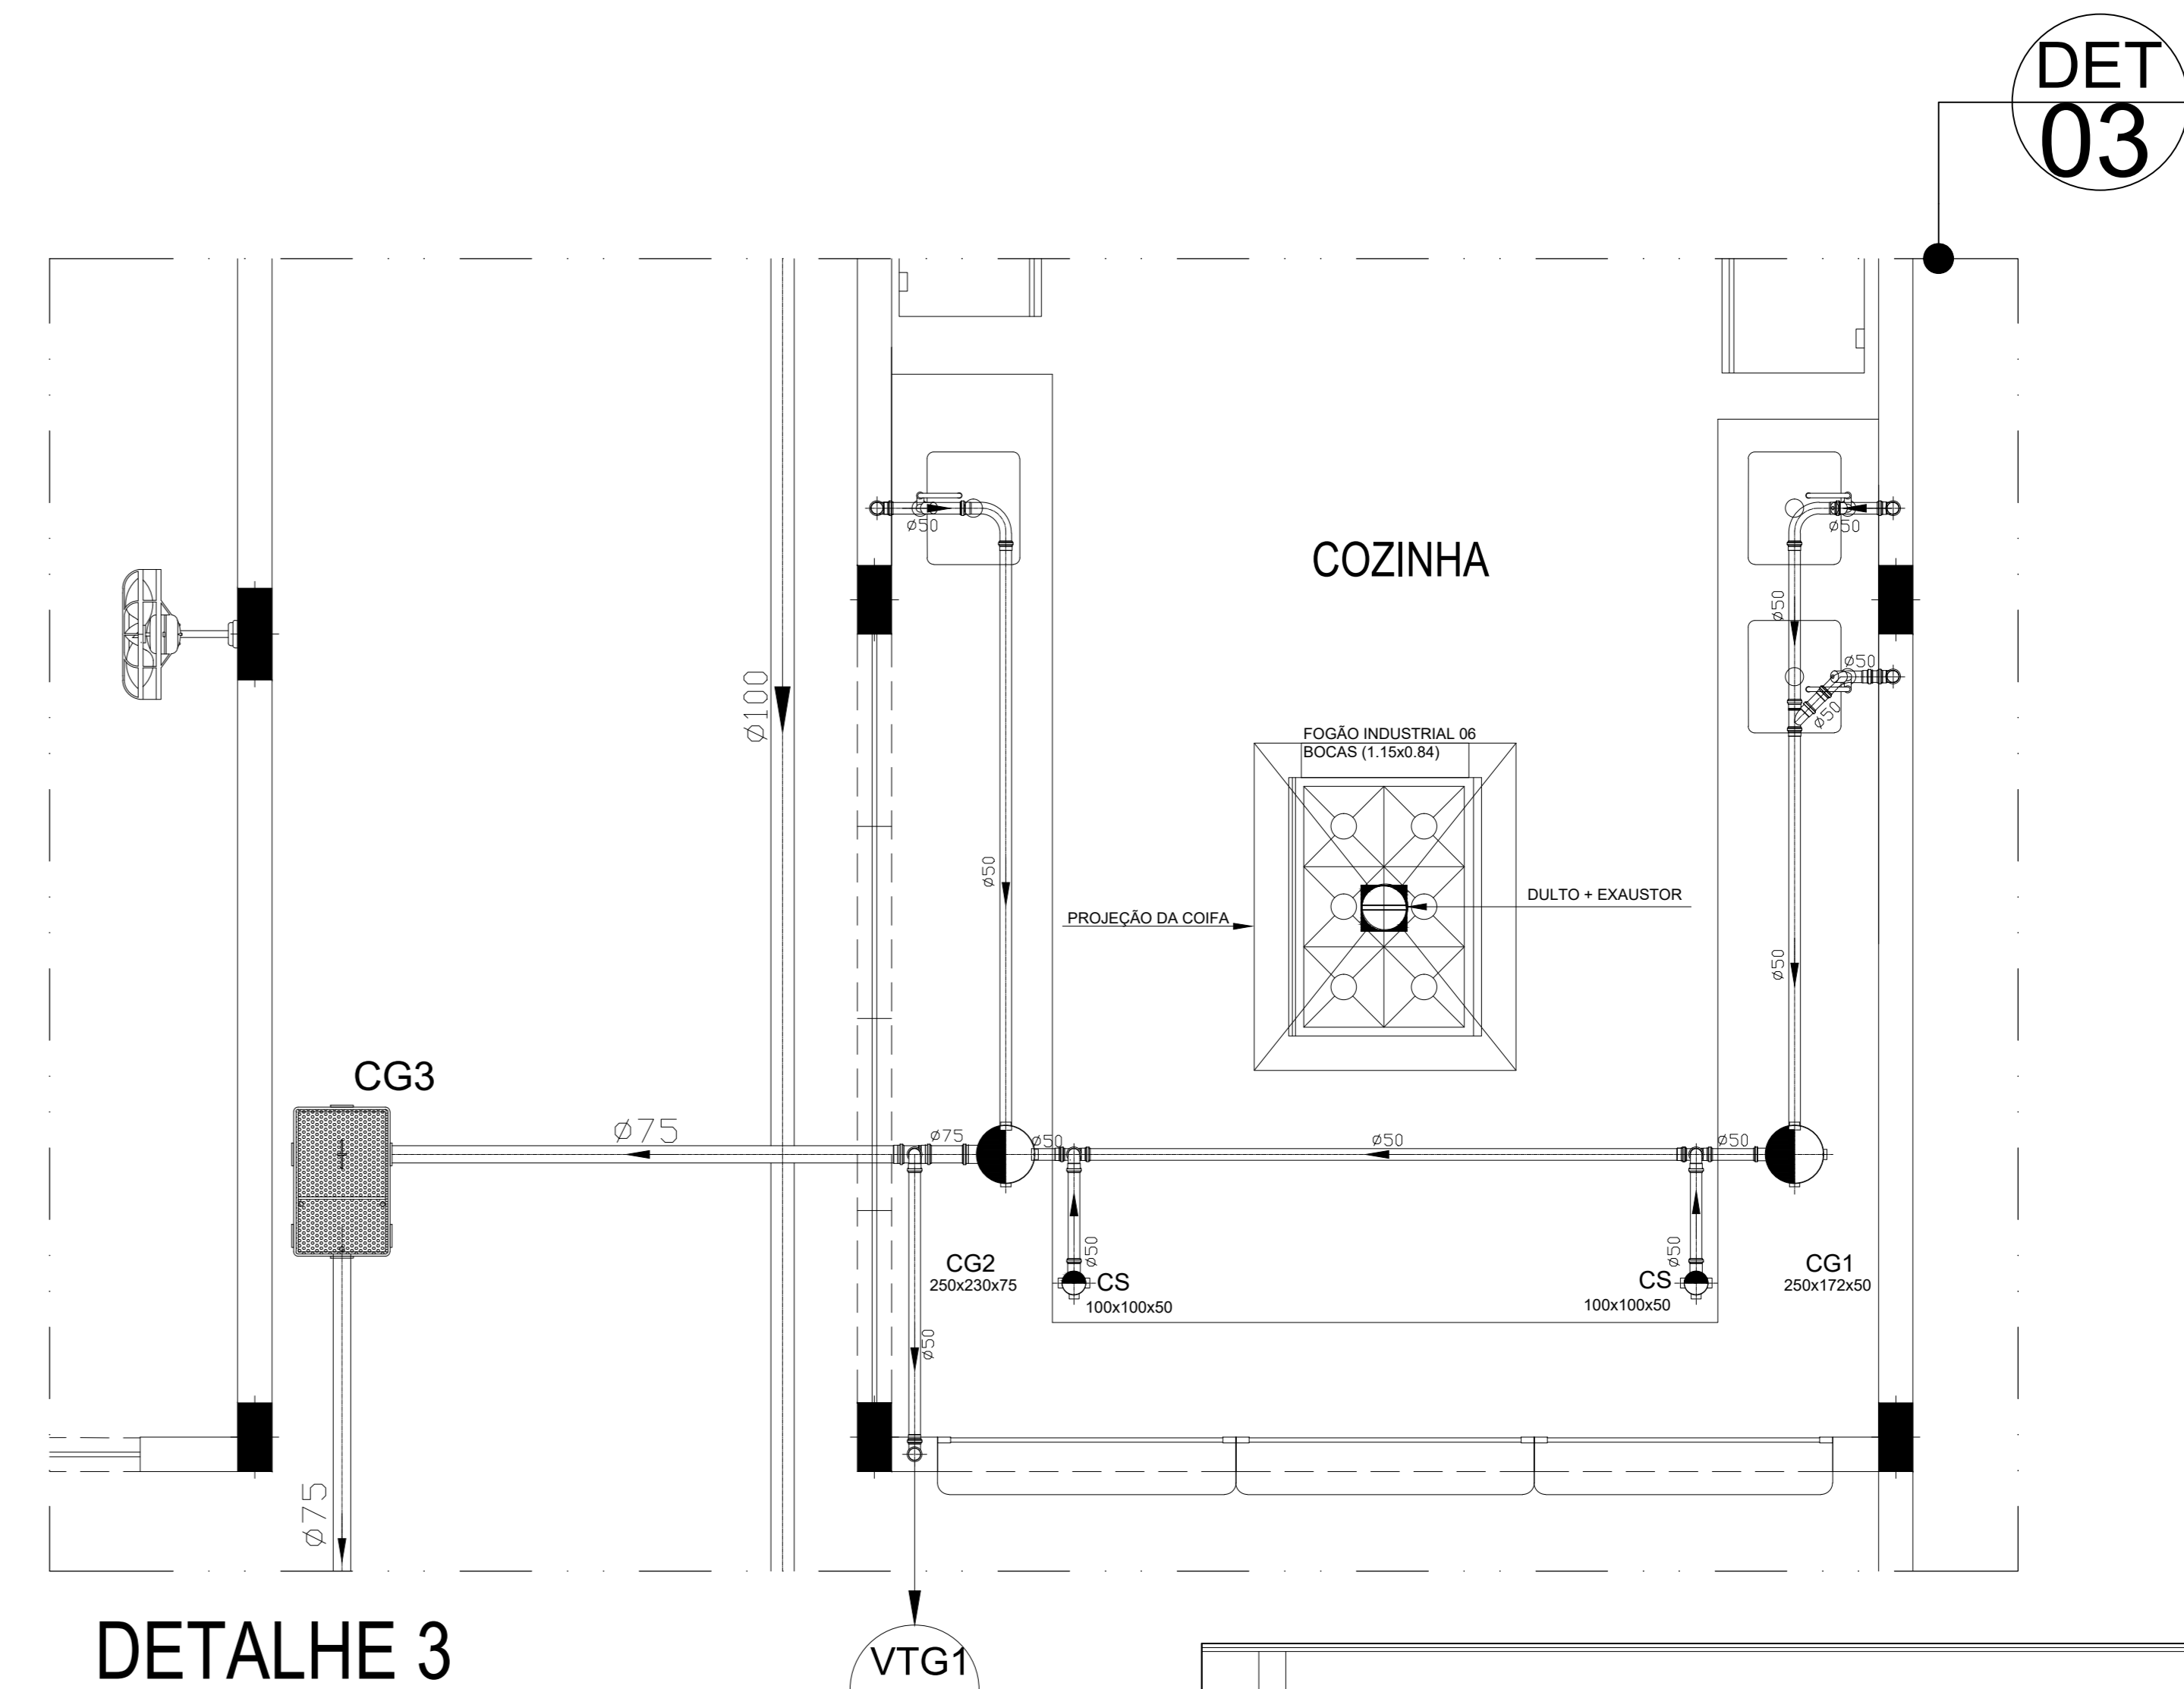 DET
03
ø50
ø50
COZINHA
ø50
ø50
ø50
Ø100
FOGÃO INDUSTRIAL 06
BOCAS (1.15x0.84)
ø50
DULTO + EXAUSTOR
PROJEÇÃO DA COIFA
ø50
CG3
Ø75
ø75
ø50
ø50
ø50
ø50
ø50
CG2
250x230x75
CS
100x100x50
CS
100x100x50
CG1
250x172x50
ø50
Ø75
DETALHE 3
VTG1